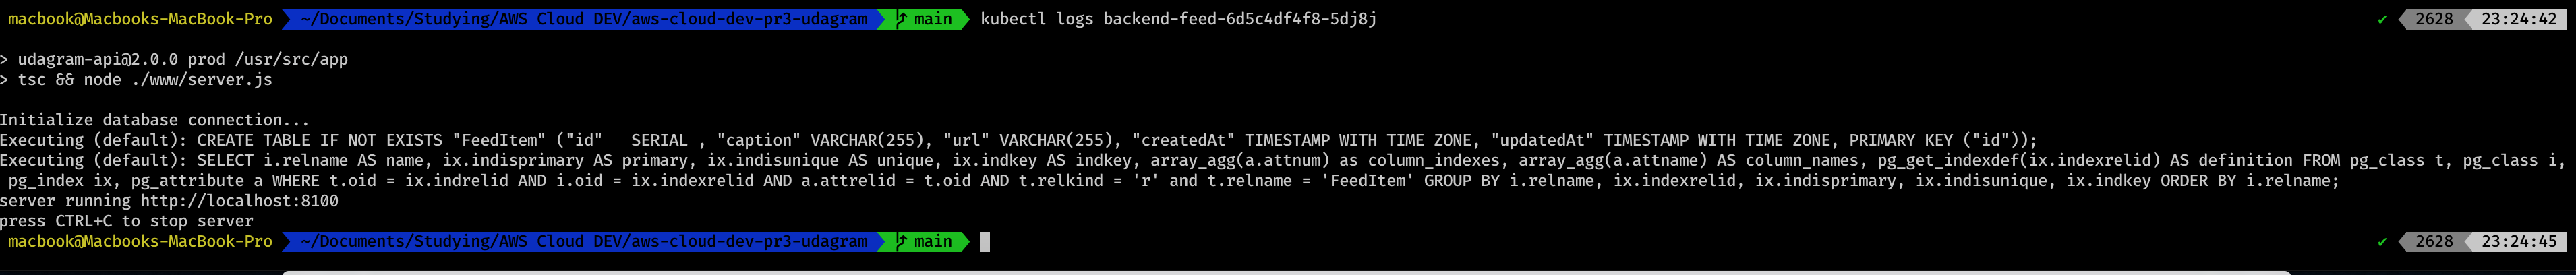 macbook@Macbooks-MacBook-Pro ~/Documents/Studying/AWS Cloud DEV/aws-cloud-dev-pr3-udagram main kubectl logs backend-feed-6d5c4df4f8-5dj8j ✔ 2628 23:24:42
> udagram-api@2.0.0 prod /usr/src/app
> tsc && node ./www/server.js
Initialize database connection...
Executing (default): CREATE TABLE IF NOT EXISTS "FeedItem" ("id"   SERIAL , "caption" VARCHAR(255), "url" VARCHAR(255), "createdAt" TIMESTAMP WITH TIME ZONE, "updatedAt" TIMESTAMP WITH TIME ZONE, PRIMARY KEY ("id"));
Executing (default): SELECT i.relname AS name, ix.indisprimary AS primary, ix.indisunique AS unique, ix.indkey AS indkey, array_agg(a.attnum) as column_indexes, array_agg(a.attname) AS column_names, pg_get_indexdef(ix.indexrelid) AS definition FROM pg_class t, pg_class i,
pg_index ix, pg_attribute a WHERE t.oid = ix.indrelid AND i.oid = ix.indexrelid AND a.attrelid = t.oid AND t.relkind = 'r' and t.relname = 'FeedItem' GROUP BY i.relname, ix.indexrelid, ix.indisprimary, ix.indisunique, ix.indkey ORDER BY i.relname;
server running http://localhost:8100
press CTRL+C to stop server
macbook@Macbooks-MacBook-Pro ~/Documents/Studying/AWS Cloud DEV/aws-cloud-dev-pr3-udagram main ✔ 2628 23:24:45